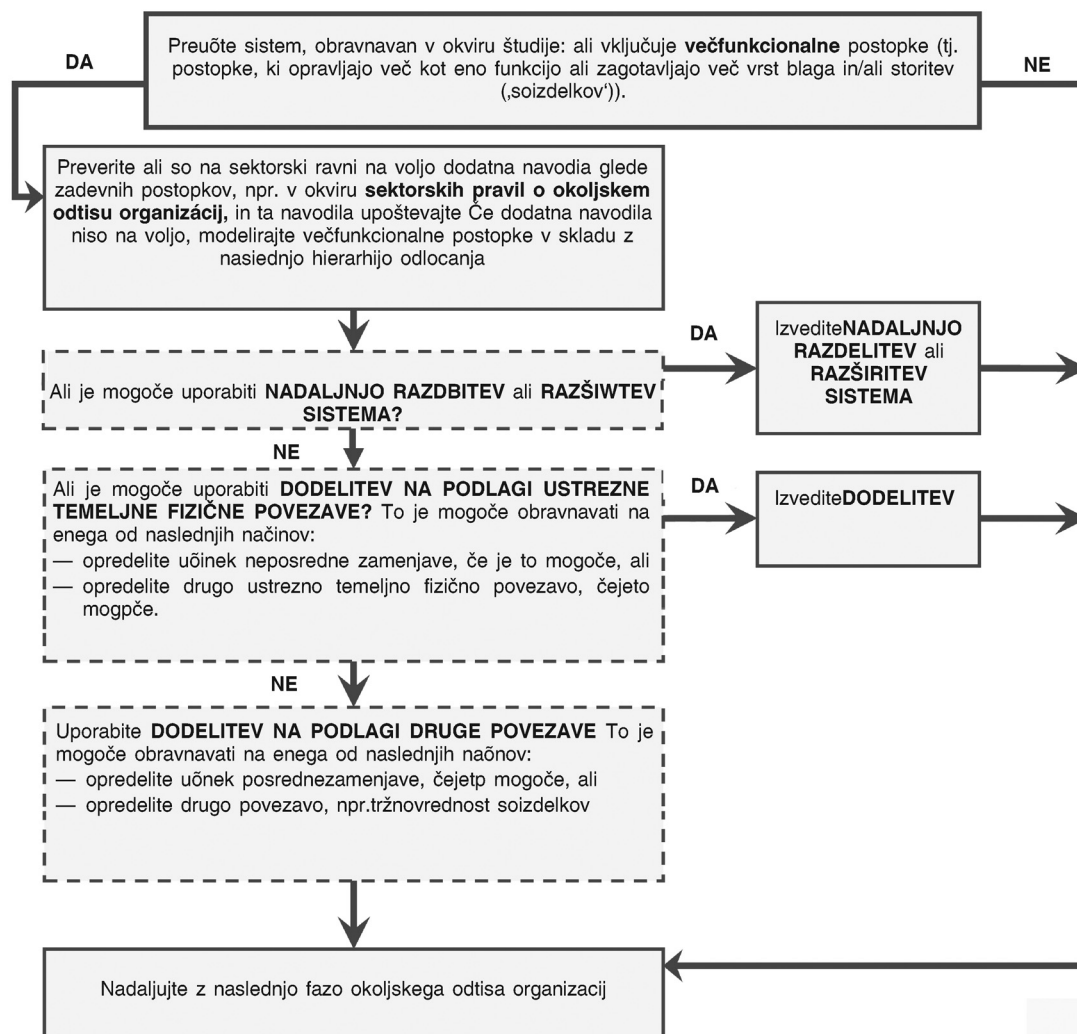 Preuōte sistem, obravnavan v okviru študije: ali vključuje večfunkcionalne postopke (tj.
postopke, ki opravljajo več kot eno funkcijo ali zagotavljajo več vrst blaga in/ali storitev
(‚soizdelkov‘)).
DA
NE
Preverite ali so na sektorski ravni na voljo dodatna navodia glede
zadevnih postopkov, npr. v okviru sektorskih pravil o okoljskem
odtisu organizácij, in ta navodila upoštevajte Če dodatna navodila
niso na voljo, modelirajte večfunkcionalne postopke v skladu z
nasiednjo hierarhijo odlocanja
Ali je mogoče uporabiti NADALJNJO RAZDBITEV ali RAZŠIWTEV
SISTEMA?
DA
IzvediteNADALJNJO
RAZDELITEV ali
RAZŠIRITEV
SISTEMA
NE
Ali je mogoče uporabiti DODELITEV NA PODLAGI USTREZNE
TEMELJNE FIZIČNE POVEZAVE? To je mogoče obravnavati na
enega od naslednjih načinov:
— opredelite uōinek neposredne zamenjave, če je to mogoče, ali
— opredelite drugo ustrezno temeljno fizično povezavo, čejeto
mogpče.
DA
IzvediteDODELITEV
NE
Uporabite DODELITEV NA PODLAGI DRUGE POVEZAVE To je
mogoče obravnavati na enega od naslednjih naōnov:
— opredelite uōnek posrednezamenjave, čejetp mogoče, ali
— opredelite drugo povezavo, npr.tržnovrednost soizdelkov
Nadaljujte z naslednjo fazo okoljskega odtisa organizacij